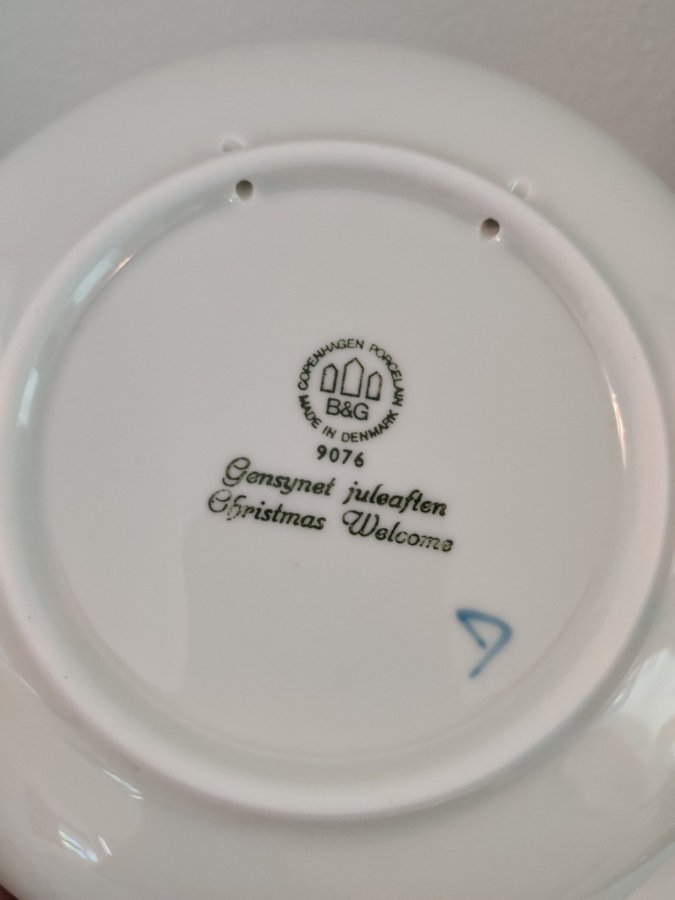 COPENHAGEN PORCELAIN
B&G
MADE IN DENMARK
9076
Gensynet juleaften
Christmas Welcome